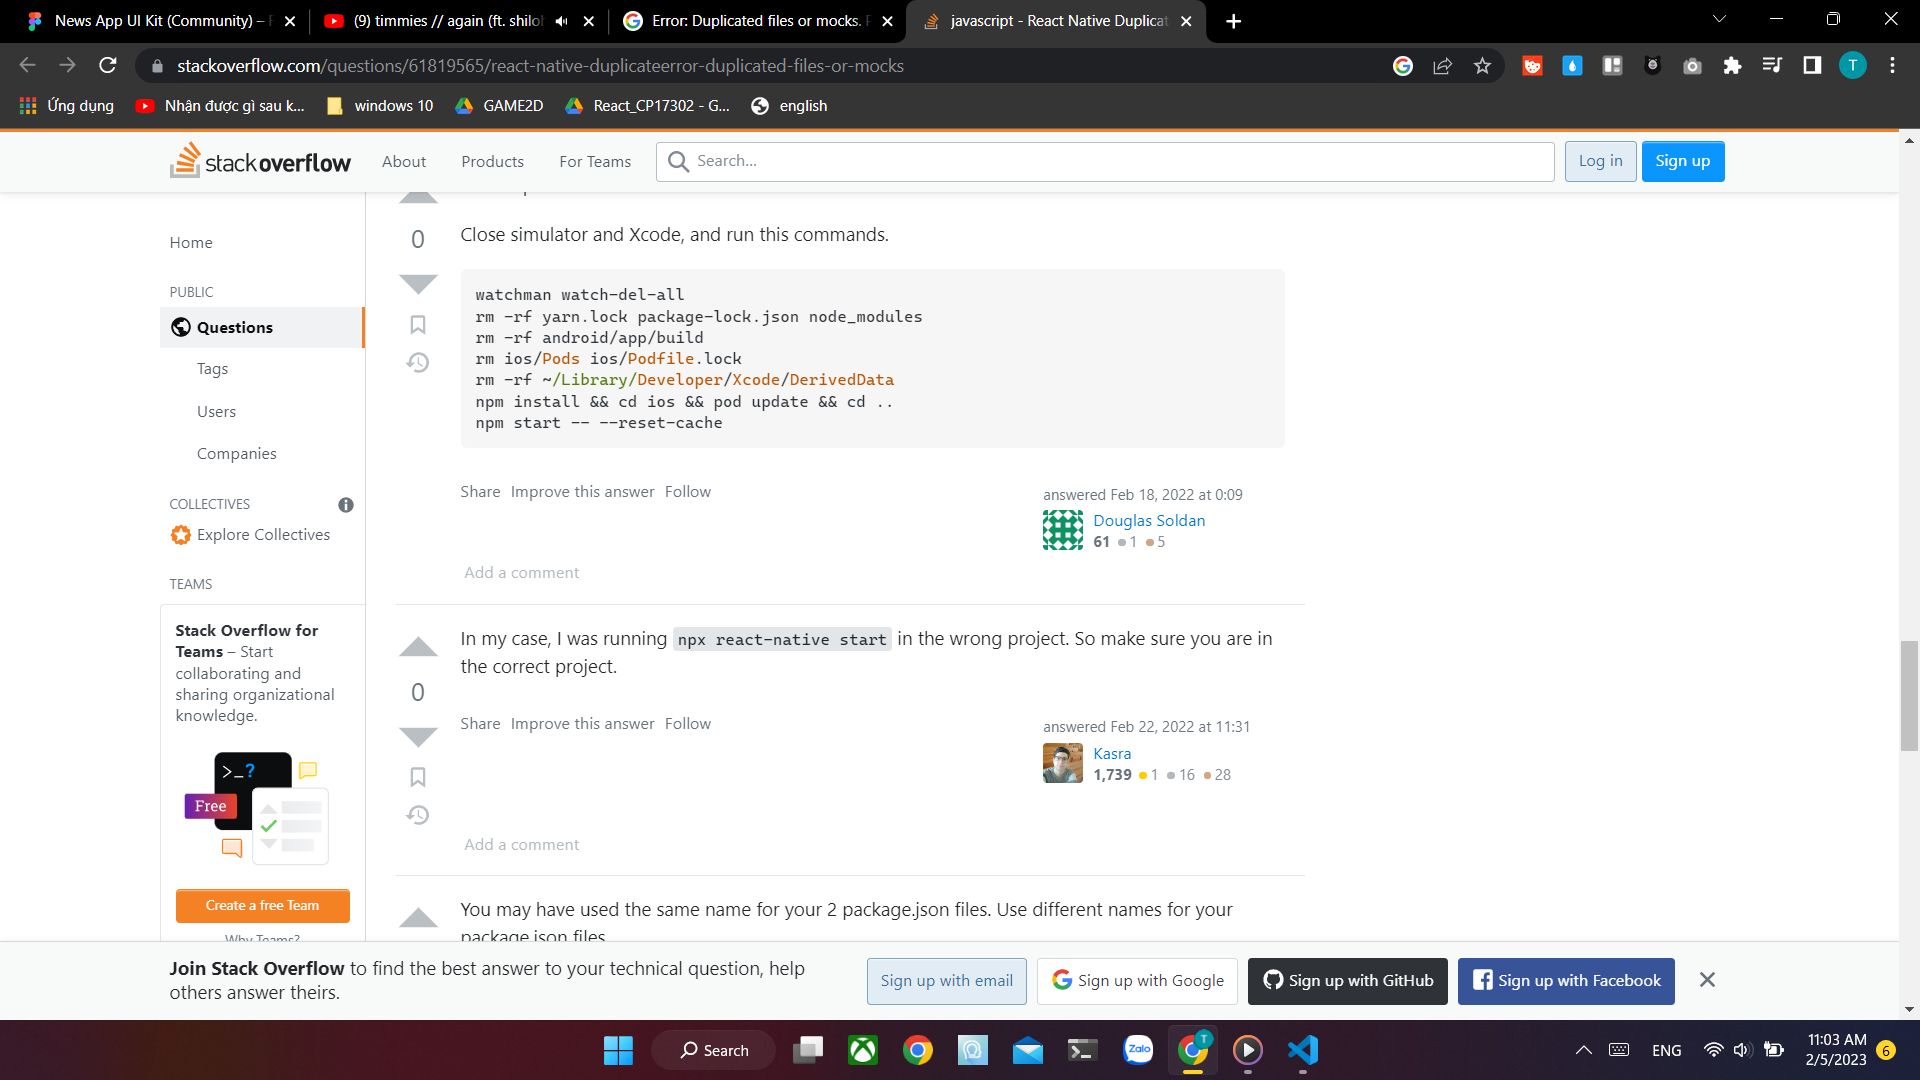 News App UI Kit (Community) – F
(9) timmies // again (ft. shiloh
Error: Duplicated files or mocks. P
javascript - React Native Duplicat
stackoverflow.com/questions/61819565/react-native-duplicateerror-duplicated-files-or-mocks
T
Ứng dụng
Nhận được gì sau k...
windows 10
GAME2D
React_CP17302 - G...
english
stackoverflow
About
Products
For Teams
Search...
Log in
Sign up
Home
PUBLIC
Questions
Tags
Users
Companies
COLLECTIVES
Explore Collectives
TEAMS
Stack Overflow for
Teams – Start
collaborating and
sharing organizational
knowledge.
>_?
Free
Create a free Team
Why Teams?
0
Close simulator and Xcode, and run this commands.
watchman watch-del-all
rm -rf yarn.lock package-lock.json node_modules
rm -rf android/app/build
rm ios/Pods ios/Podfile.lock
rm -rf ~/Library/Developer/Xcode/DerivedData
npm install && cd ios && pod update && cd ..
npm start -- --reset-cache
Share Improve this answer Follow
answered Feb 18, 2022 at 0:09
Douglas Soldan
61 1 5
Add a comment
In my case, I was running npx react-native start in the wrong project. So make sure you are in
the correct project.
0
Share Improve this answer Follow
answered Feb 22, 2022 at 11:31
Kasra
1,739 1 16 28
Add a comment
You may have used the same name for your 2 package.json files. Use different names for your
package.json files
Join Stack Overflow to find the best answer to your technical question, help
others answer theirs.
Sign up with email
Sign up with Google
Sign up with GitHub
Sign up with Facebook
Search
Zalo
T
ENG
11:03 AM
2/5/2023
6